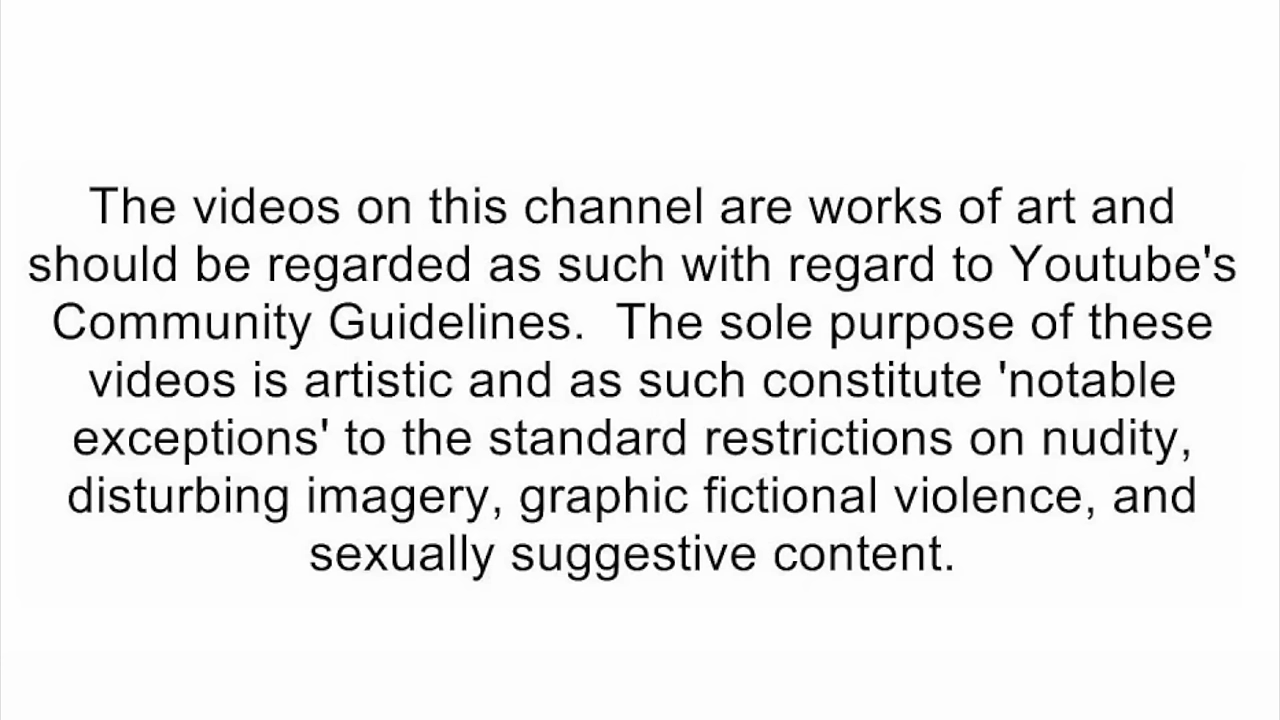 The videos on this channel are works of art and
should be regarded as such with regard to Youtube's
Community Guidelines.  The sole purpose of these
videos is artistic and as such constitute 'notable
exceptions' to the standard restrictions on nudity,
disturbing imagery, graphic fictional violence, and
sexually suggestive content.